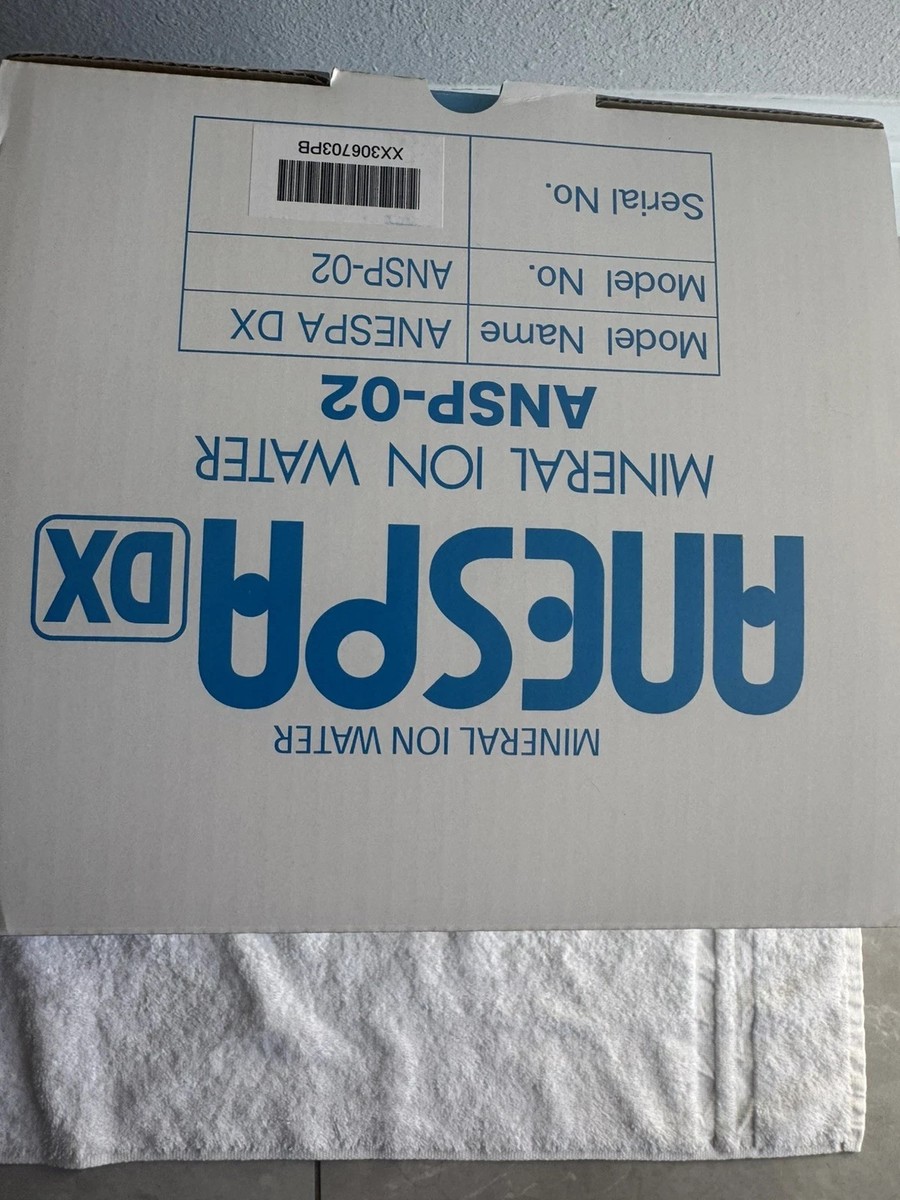 MINERAL ION WATER
ANESPA DX
MINERAL ION WATER
ANSP-02
Model Name ANESPA DX
Model No. ANSP-02
Serial No. XX306703PB